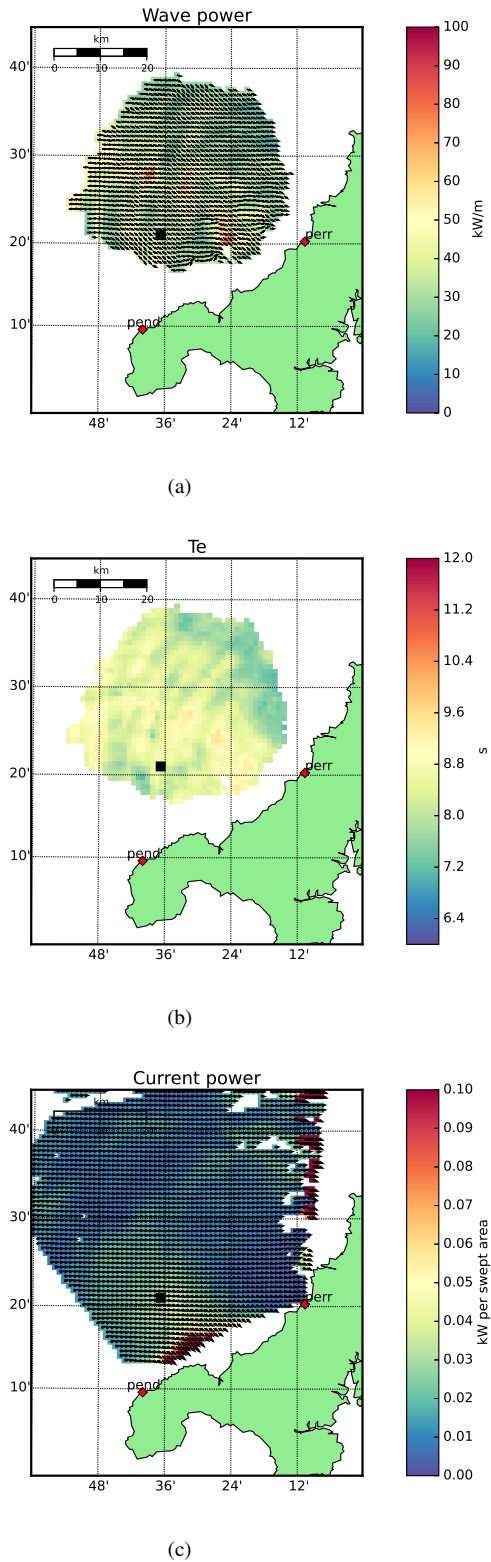 Wave power
km
0 10 20
40'
30'
20'
10'
48' 36' 24' 12'
perr
pend
100
90
80
70
60
50
40
30
20
10
0
kW/m
(a)
Te
km
0 10 20
40'
30'
20'
10'
48' 36' 24' 12'
perr
pend
12.0
11.2
10.4
9.6
8.8
8.0
7.2
6.4
s
(b)
Current power
km
40'
30'
20'
10'
48' 36' 24' 12'
perr
pend
0.10
0.09
0.08
0.07
0.06
0.05
0.04
0.03
0.02
0.01
0.00
kW per swept area
(c)